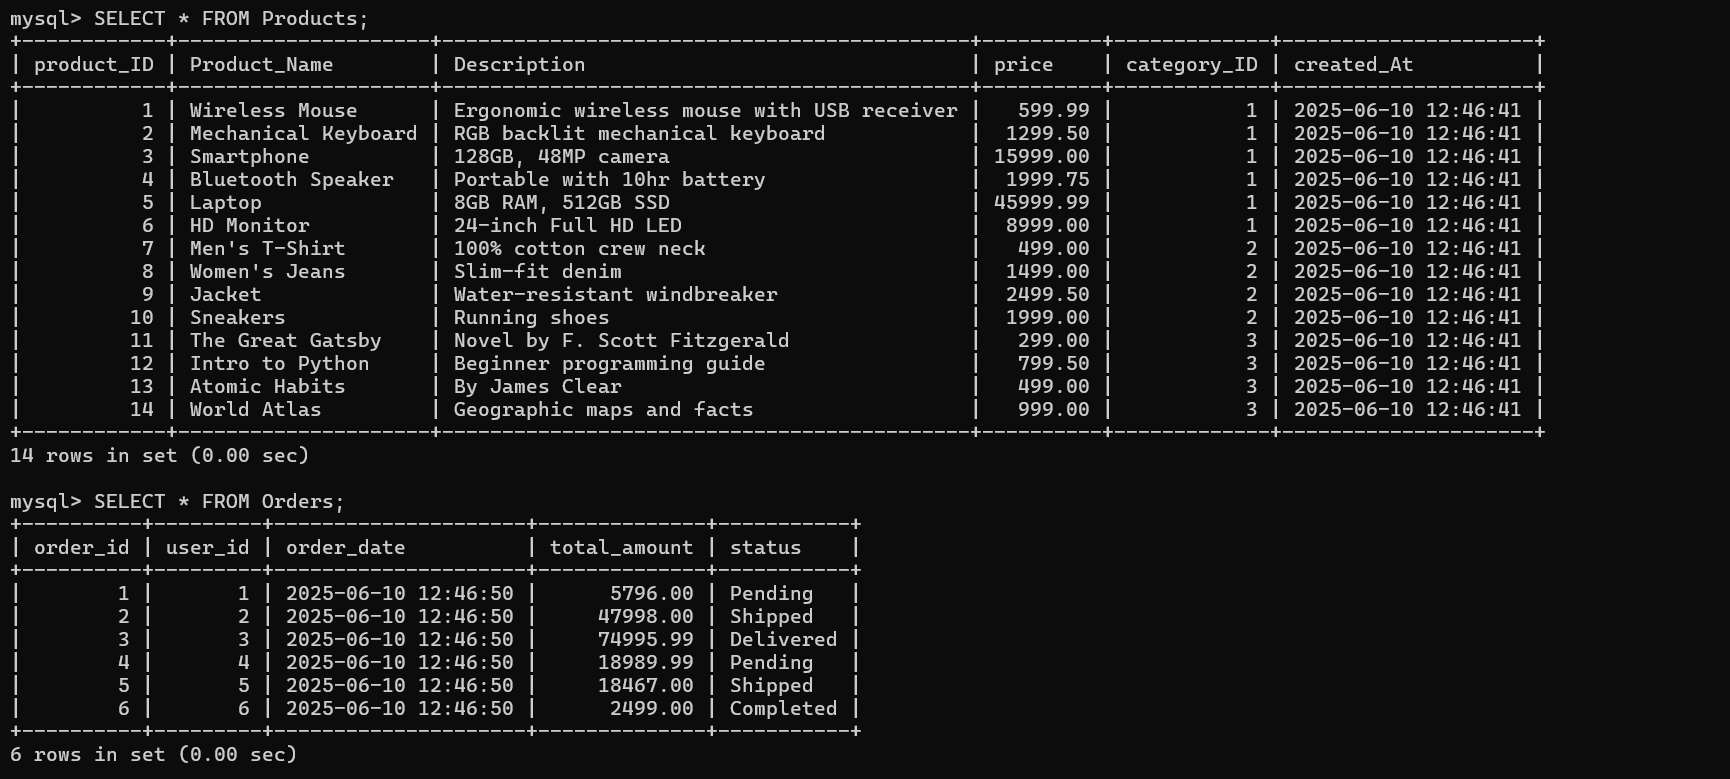 mysql> SELECT * FROM Products;
+------------+---------------------+--------------------------------------------+----------+-------------+---------------------+
| product_ID | Product_Name        | Description                                | price    | category_ID | created_At          |
+------------+---------------------+--------------------------------------------+----------+-------------+---------------------+
|          1 | Wireless Mouse      | Ergonomic wireless mouse with USB receiver |   599.99 |           1 | 2025-06-10 12:46:41 |
|          2 | Mechanical Keyboard | RGB backlit mechanical keyboard            |  1299.50 |           1 | 2025-06-10 12:46:41 |
|          3 | Smartphone          | 128GB, 48MP camera                         | 15999.00 |           1 | 2025-06-10 12:46:41 |
|          4 | Bluetooth Speaker   | Portable with 10hr battery                 |  1999.75 |           1 | 2025-06-10 12:46:41 |
|          5 | Laptop              | 8GB RAM, 512GB SSD                         | 45999.99 |           1 | 2025-06-10 12:46:41 |
|          6 | HD Monitor          | 24-inch Full HD LED                        |  8999.00 |           1 | 2025-06-10 12:46:41 |
|          7 | Men's T-Shirt       | 100% cotton crew neck                      |   499.00 |           2 | 2025-06-10 12:46:41 |
|          8 | Women's Jeans       | Slim-fit denim                             |  1499.00 |           2 | 2025-06-10 12:46:41 |
|          9 | Jacket              | Water-resistant windbreaker                |  2499.50 |           2 | 2025-06-10 12:46:41 |
|         10 | Sneakers            | Running shoes                              |  1999.00 |           2 | 2025-06-10 12:46:41 |
|         11 | The Great Gatsby    | Novel by F. Scott Fitzgerald               |   299.00 |           3 | 2025-06-10 12:46:41 |
|         12 | Intro to Python     | Beginner programming guide                 |   799.50 |           3 | 2025-06-10 12:46:41 |
|         13 | Atomic Habits       | By James Clear                             |   499.00 |           3 | 2025-06-10 12:46:41 |
|         14 | World Atlas         | Geographic maps and facts                  |   999.00 |           3 | 2025-06-10 12:46:41 |
+------------+---------------------+--------------------------------------------+----------+-------------+---------------------+
14 rows in set (0.00 sec)

mysql> SELECT * FROM Orders;
+----------+---------+---------------------+--------------+-----------+
| order_id | user_id | order_date          | total_amount | status    |
+----------+---------+---------------------+--------------+-----------+
|        1 |       1 | 2025-06-10 12:46:50 |      5796.00 | Pending   |
|        2 |       2 | 2025-06-10 12:46:50 |     47998.00 | Shipped   |
|        3 |       3 | 2025-06-10 12:46:50 |     74995.99 | Delivered |
|        4 |       4 | 2025-06-10 12:46:50 |     18989.99 | Pending   |
|        5 |       5 | 2025-06-10 12:46:50 |     18467.00 | Shipped   |
|        6 |       6 | 2025-06-10 12:46:50 |      2499.00 | Completed |
+----------+---------+---------------------+--------------+-----------+
6 rows in set (0.00 sec)